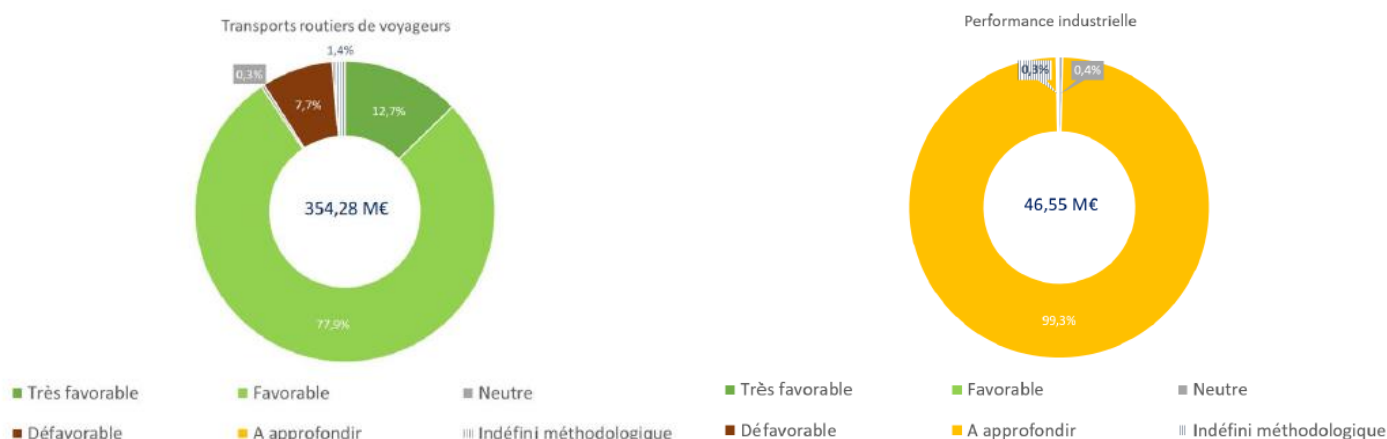 Transports routiers de voyageurs
1,4%
0,3%
7,7%
12,7%
354,28 M€
77,9%
Très favorable
Favorable
Neutre
Défavorable
A approfondir
Indéfini méthodologique
Performance industrielle
0,3%
0,4%
46,55 M€
99,3%
Très favorable
Favorable
Neutre
Défavorable
A approfondir
Indéfini méthodologique